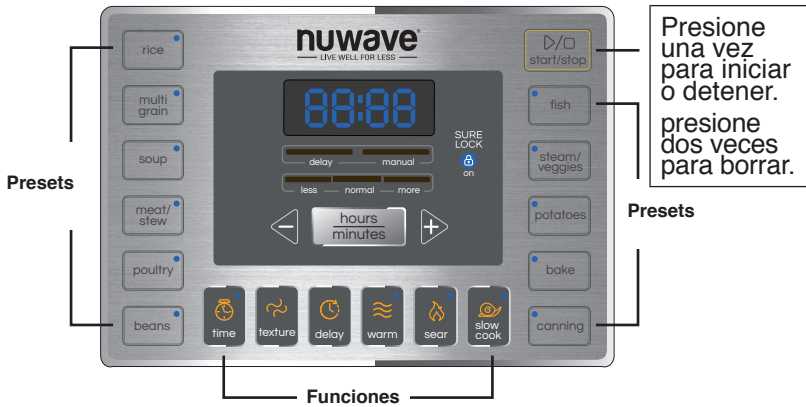 nuwave
LIVE WELL FOR LESS
rice
multi
grain
soup
meat/
stew
poultry
beans
Presets
88:88
SURE
LOCK
on
delay
manual
less
normal
more
hours
minutes
time
texture
delay
warm
sear
slow
cook
start/stop
fish
steam/
veggies
potatoes
bake
canning
Presets
Presione
una vez
para iniciar
o detener.
presione
dos veces
para borrar.
Funciones